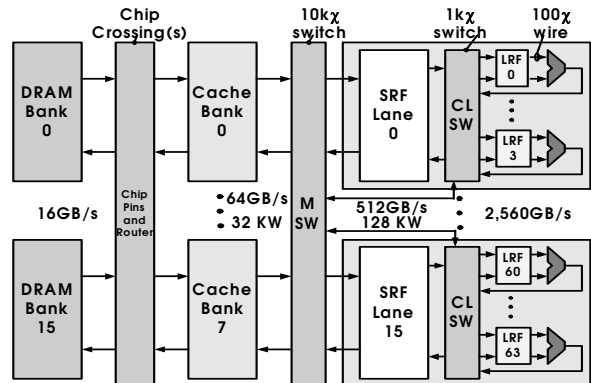 Chip
Crossing(s)
10kχ
switch
1kχ
switch
100χ
wire
DRAM
Bank
0
Cache
Bank
0
SRF
Lane
0
CL
SW
LRF
0
LRF
3
16GB/s
Chip
Pins
and
Router
64GB/s
32 KW
M
SW
512GB/s
128 KW
2,560GB/s
DRAM
Bank
15
Cache
Bank
7
SRF
Lane
15
CL
SW
LRF
60
LRF
63